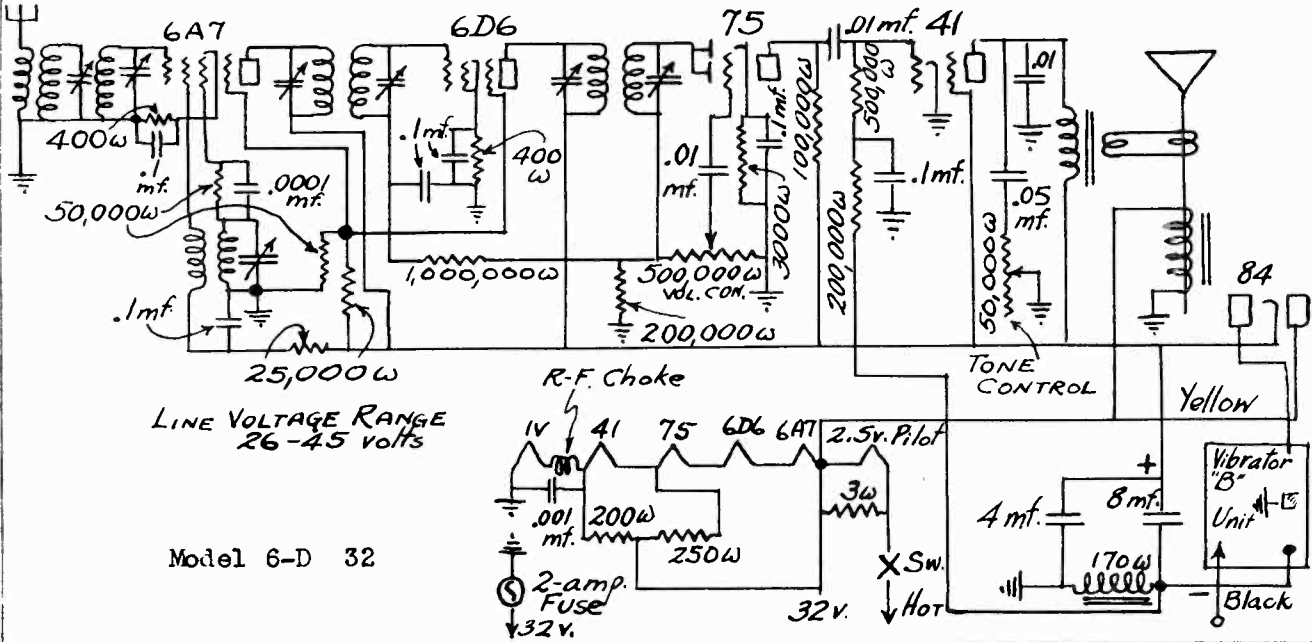 6A7
6D6
75
.01 mf.
41
400ω
.1
mf.
.0001
mf.
50,000ω
.1mf.
400
ω
.01
mf.
.1mf.
3000ω
100,000ω
500,000
ω
.1mf.
.01
.05
mf.
84
1,000,000ω
500,000ω
VOL. CON.
200,000ω
200,000ω
50,000ω
.1mf.
25,000ω
TONE
CONTROL
LINE VOLTAGE RANGE
26-45 volts
R-F. Choke
Yellow
1V
41
75
6D6
6A7
2.5v. Pilot
.001
mf.
200ω
250ω
3ω
+
4 mf.
8 mf.
Vibrator
"B"
Unit
Model 6-D 32
2-amp.
Fuse
32v.
32v.
Sw.
HOT
170ω
-
Black